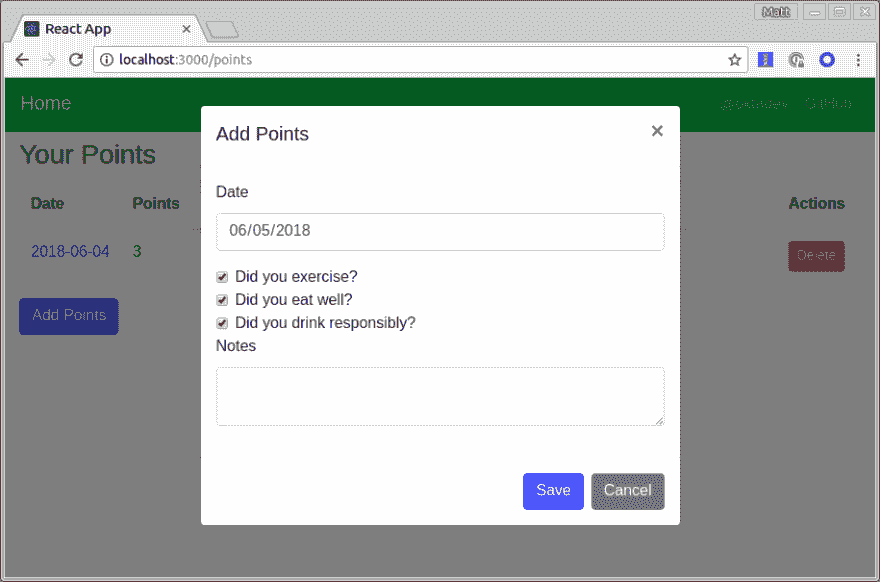 Matt
React App
localhost:3000/points
Home
Add Points
Your Points
Date
Date Points Actions
06/05/2018
2018-06-04 3 Delete
Did you exercise?
Did you eat well?
Add Points
Did you drink responsibly?
Notes
Save Cancel